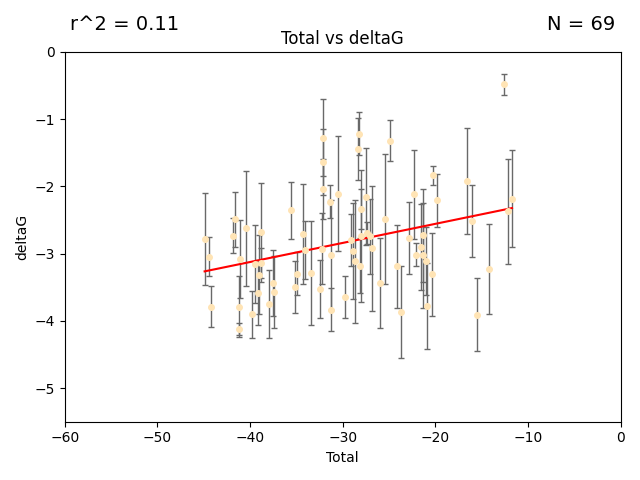 r^2 = 0.11
N = 69
Total vs deltaG
0
−1
−2
−3
−4
−5
deltaG
−60 −50 −40 −30 −20 −10 0
Total